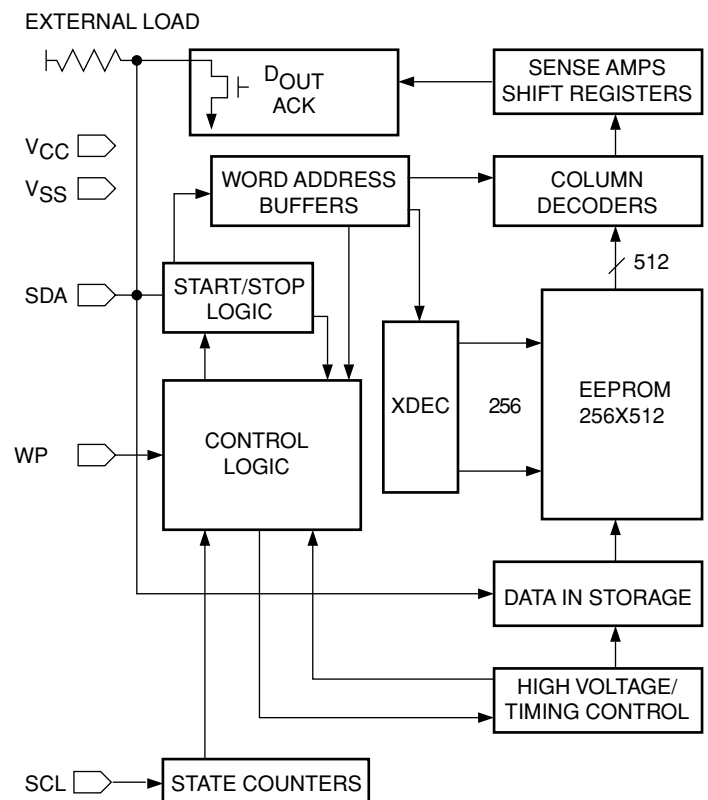 EXTERNAL LOAD
DOUT
ACK
SENSE AMPS
SHIFT REGISTERS
VCC
VSS
WORD ADDRESS
BUFFERS
COLUMN
DECODERS
512
SDA
START/STOP
LOGIC
XDEC
256
EEPROM
256X512
WP
CONTROL
LOGIC
DATA IN STORAGE
HIGH VOLTAGE/
TIMING CONTROL
SCL
STATE COUNTERS